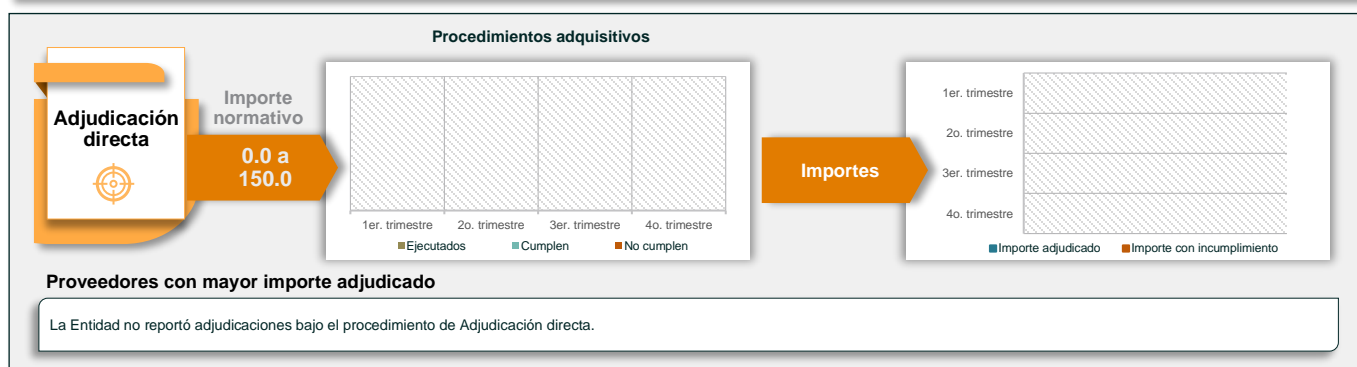 Procedimientos adquisitivos
Adjudicación
directa
Importe
normativo
0.0 a
150.0
1er. trimestre 2o. trimestre 3er. trimestre 4o. trimestre
Ejecutados Cumplen No cumplen
Importes
1er. trimestre
2o. trimestre
3er. trimestre
4o. trimestre
Importe adjudicado Importe con incumplimiento
Proveedores con mayor importe adjudicado
La Entidad no reportó adjudicaciones bajo el procedimiento de Adjudicación directa.